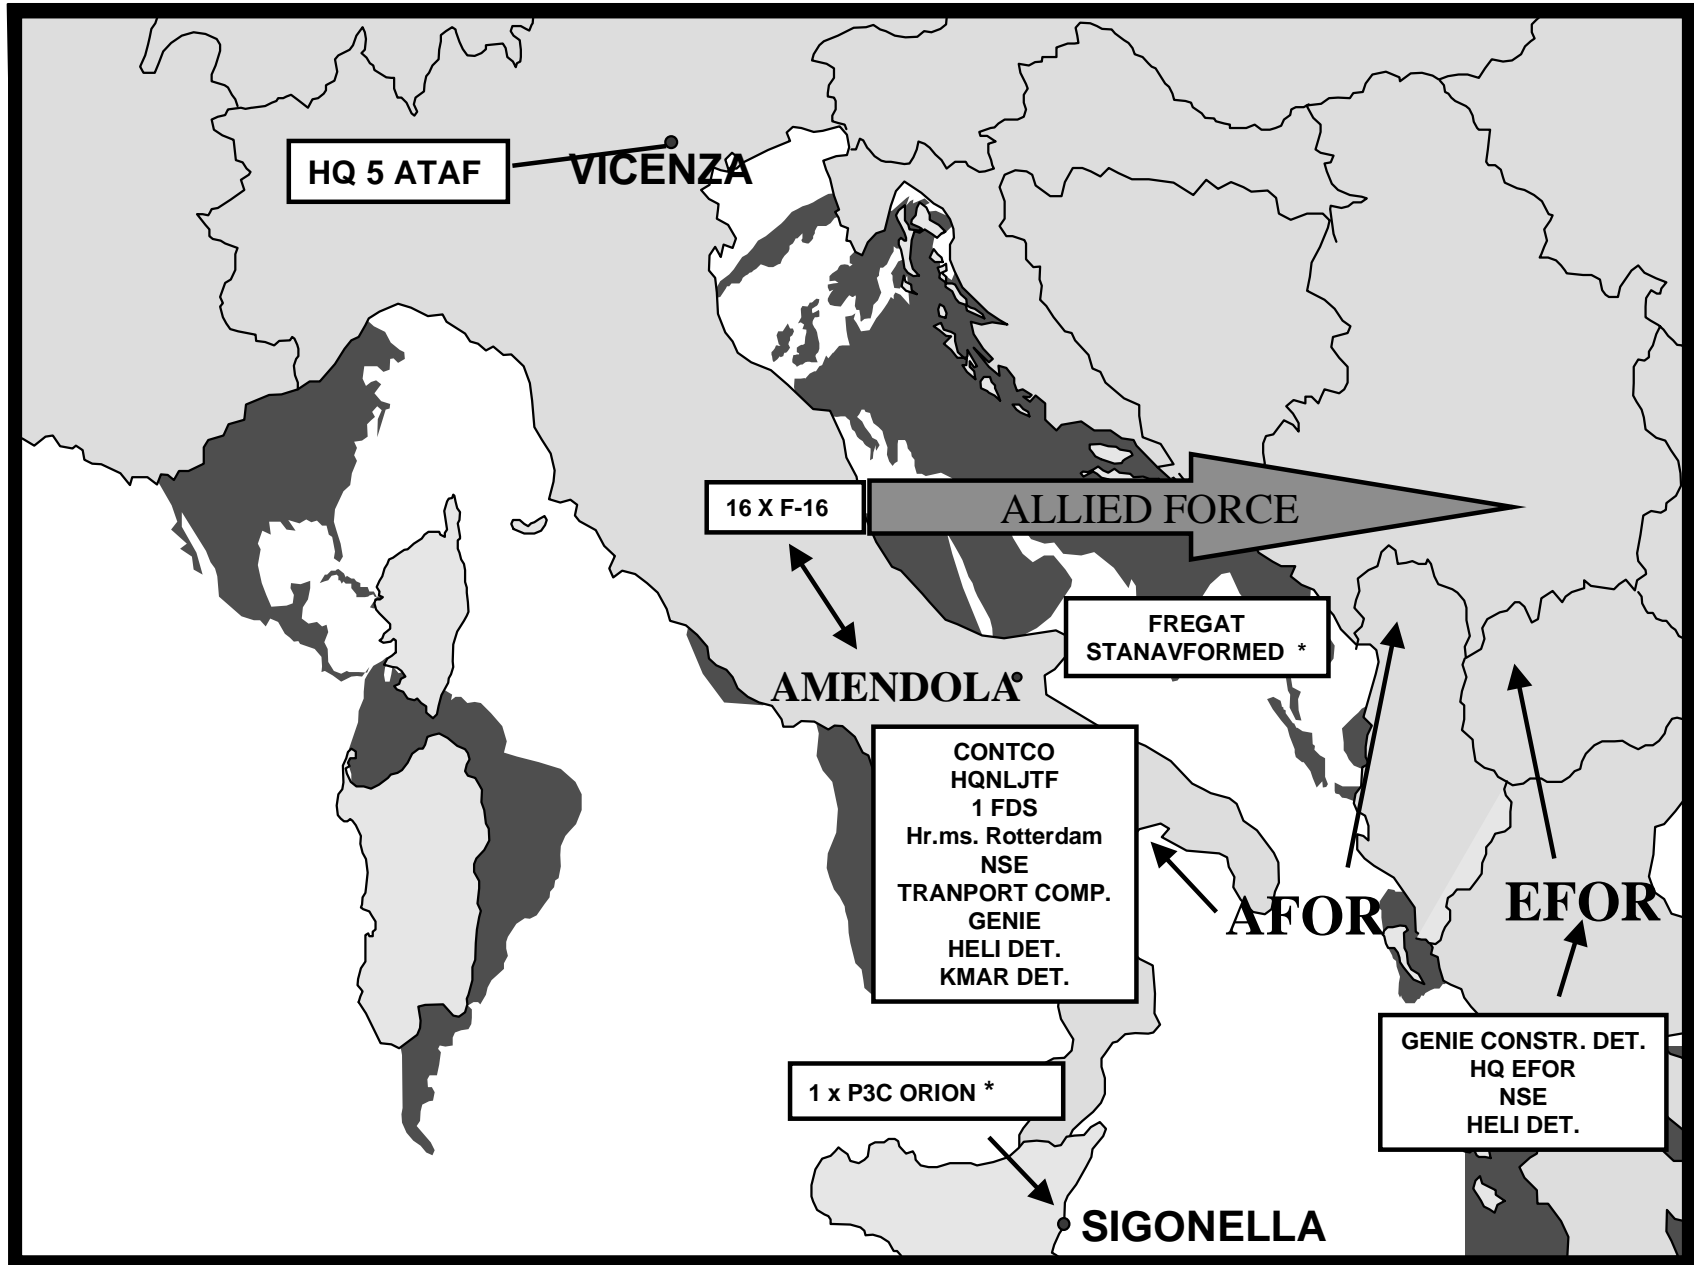 HQ 5 ATAF
VICENZA
16 X F-16
ALLIED FORCE
FREGAT
STANAVFORMED *
AMENDOLA
CONTCO
HQNLJTF
1 FDS
Hr.ms. Rotterdam
NSE
TRANPORT COMP.
GENIE
HELI DET.
KMAR DET.
AFOR
EFOR
GENIE CONSTR. DET.
HQ EFOR
NSE
HELI DET.
1 x P3C ORION *
SIGONELLA